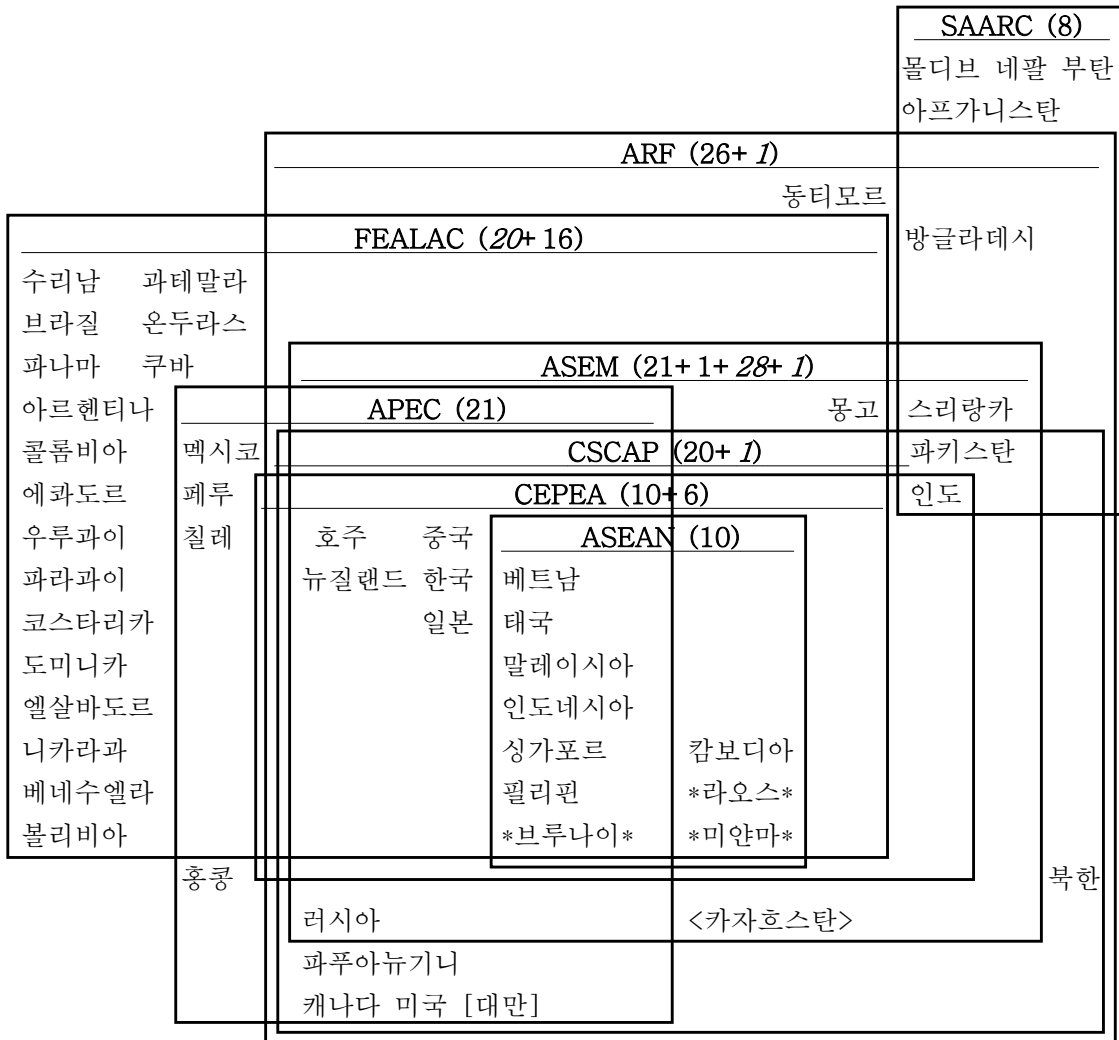 SAARC (8)
몰디브 네팔 부탄
아프가니스탄
ARF (26+1)
동티모르
FEALAC (20+16) 방글라데시
수리남 과테말라
브라질 온두라스
파나마 쿠바 ASEM (21+1+28+1)
아르헨티나 APEC (21) 몽고 스리랑카
콜롬비아 멕시코 CSCAP (20+1) 파키스탄
에콰도르 페루 CEPEA (10+6) 인도
우루과이 칠레 호주 중국 ASEAN (10)
파라과이 뉴질랜드 한국 베트남
코스타리카 일본 태국
도미니카 말레이시아
엘살바도르 인도네시아
니카라과 싱가포르 캄보디아
베네수엘라 필리핀 *라오스*
볼리비아 *브루나이* *미얀마*
홍콩 북한
러시아 <카자흐스탄>
파푸아뉴기니
캐나다 미국 [대만]